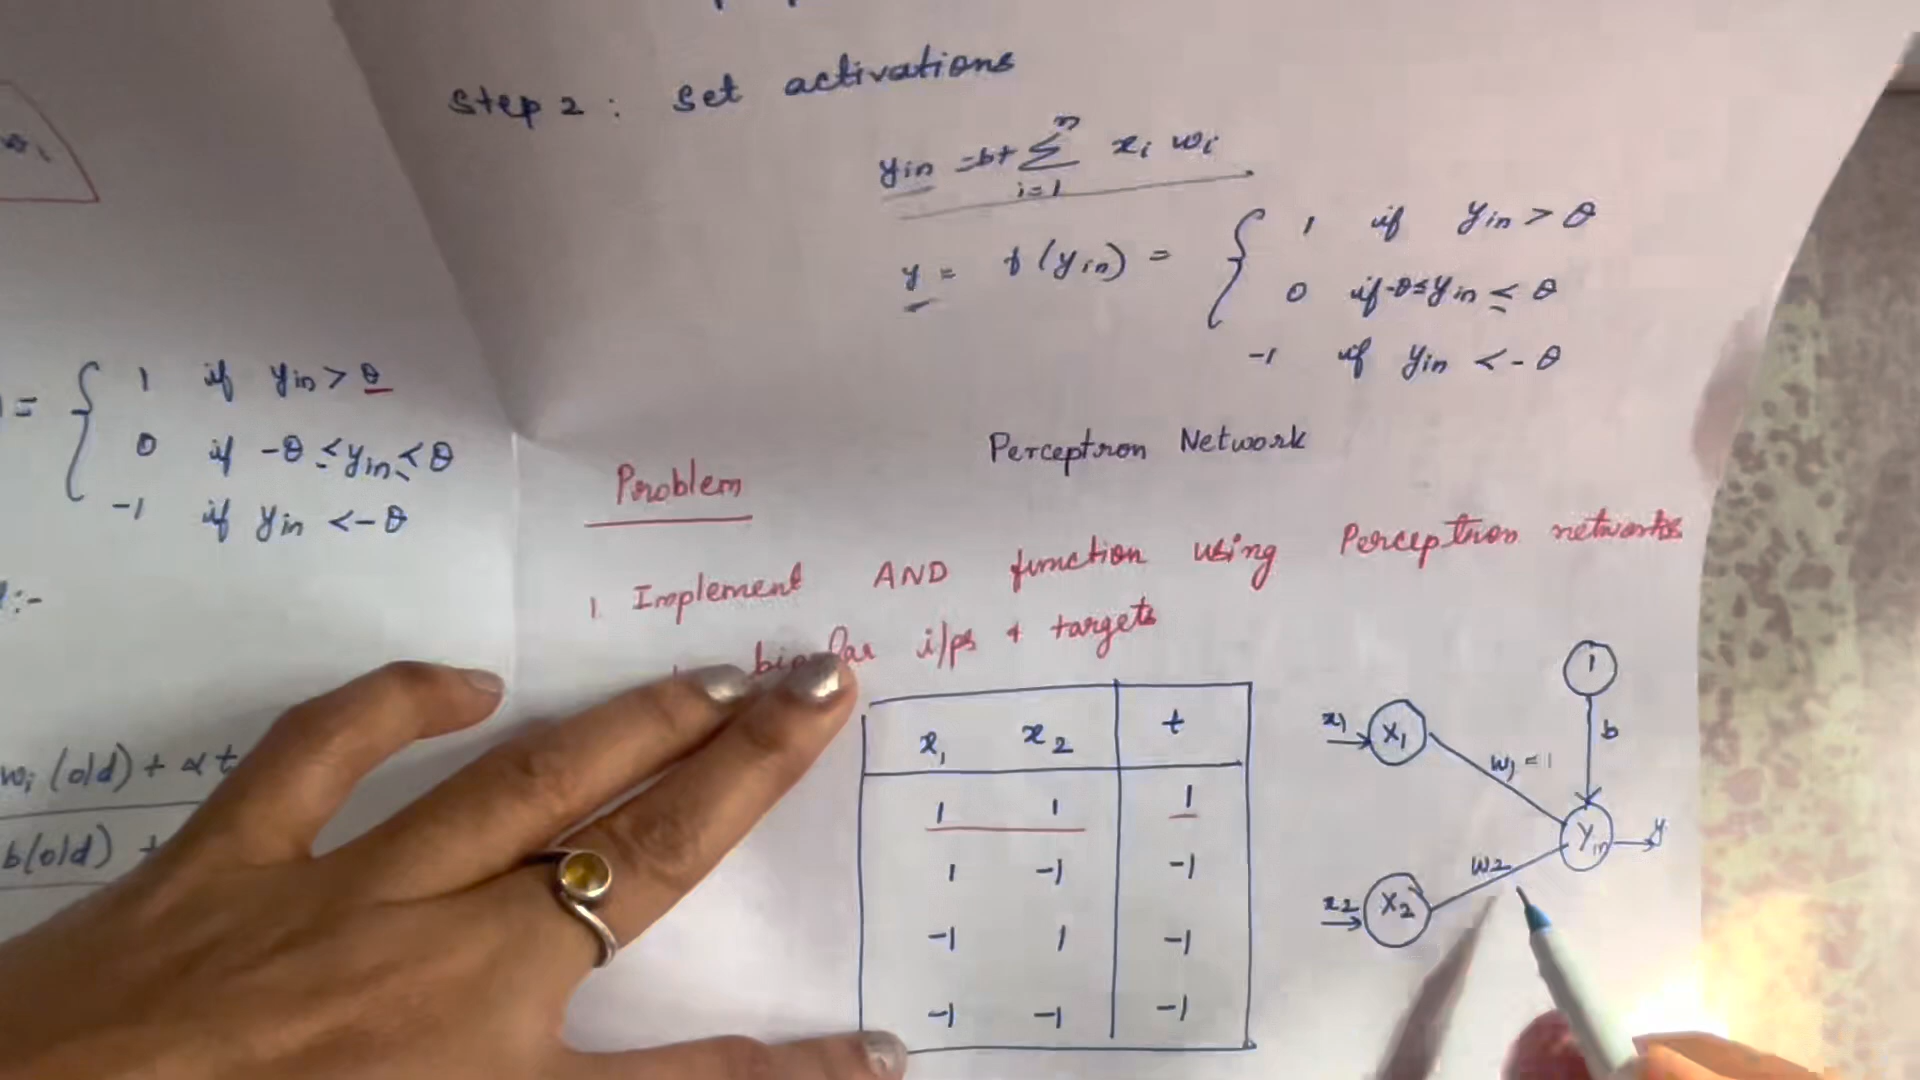 Step 2 : Set activations
yin = b+ Σ xi wi
n
i=1
y = f(yin) = { 1 if yin > θ
0 if -θ ≤ yin ≤ θ
-1 if yin < -θ
= { 1 if yin > θ
0 if -θ ≤ yin ≤ θ
-1 if yin < -θ
:-
wi (old) + α t
b(old) +
Perceptron Network
Problem
1. Implement AND function using Perceptron networks
bipolar i/ps & targets
x1 x2 t
1 1 1
1 -1 -1
-1 1 -1
-1 -1 -1
1
b
x1 X1
w1 = 1
Yin y
w2
x2 X2